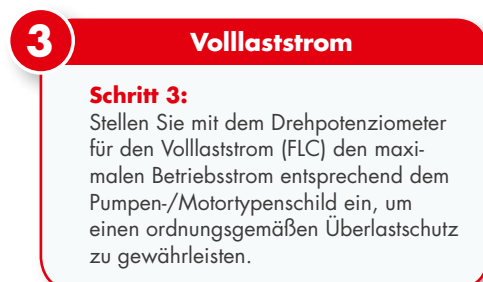 3
Volllaststrom
Schritt 3:
Stellen Sie mit dem Drehpotenziometer
für den Volllaststrom (FLC) den maxi-
malen Betriebsstrom entsprechend dem
Pumpen-/Motortypenschild ein, um
einen ordnungsgemäßen Überlastschutz
zu gewährleisten.